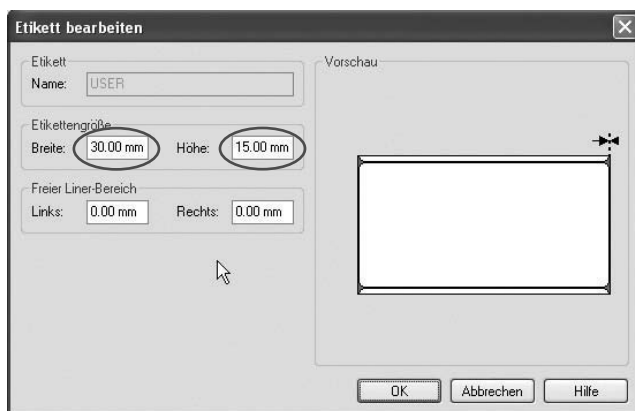 Etikett bearbeiten
Etikett
Name: USER
Etikettengröße
Breite: 30.00 mm Höhe: 15.00 mm
Freier Liner-Bereich
Links: 0.00 mm Rechts: 0.00 mm
Vorschau
OK Abbrechen Hilfe